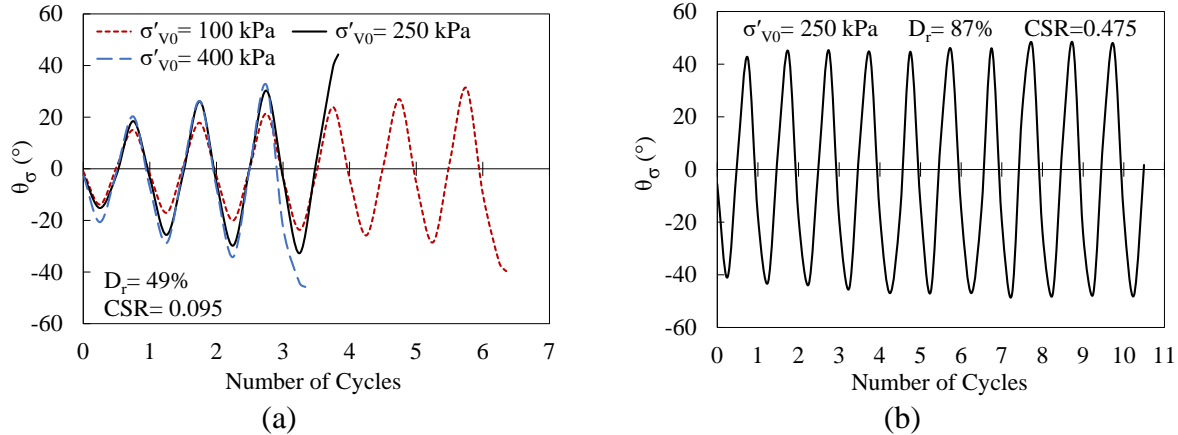 60
40
20
0
-20
-40
-60
θσ (°)
σ'V0= 100 kPa
σ'V0= 250 kPa
σ'V0= 400 kPa
Dr= 49%
CSR= 0.095
0 1 2 3 4 5 6 7
Number of Cycles
(a)
60
40
20
0
-20
-40
-60
θσ (°)
σ'V0= 250 kPa Dr= 87% CSR= 0.475
0 1 2 3 4 5 6 7 8 9 10 11
Number of Cycles
(b)